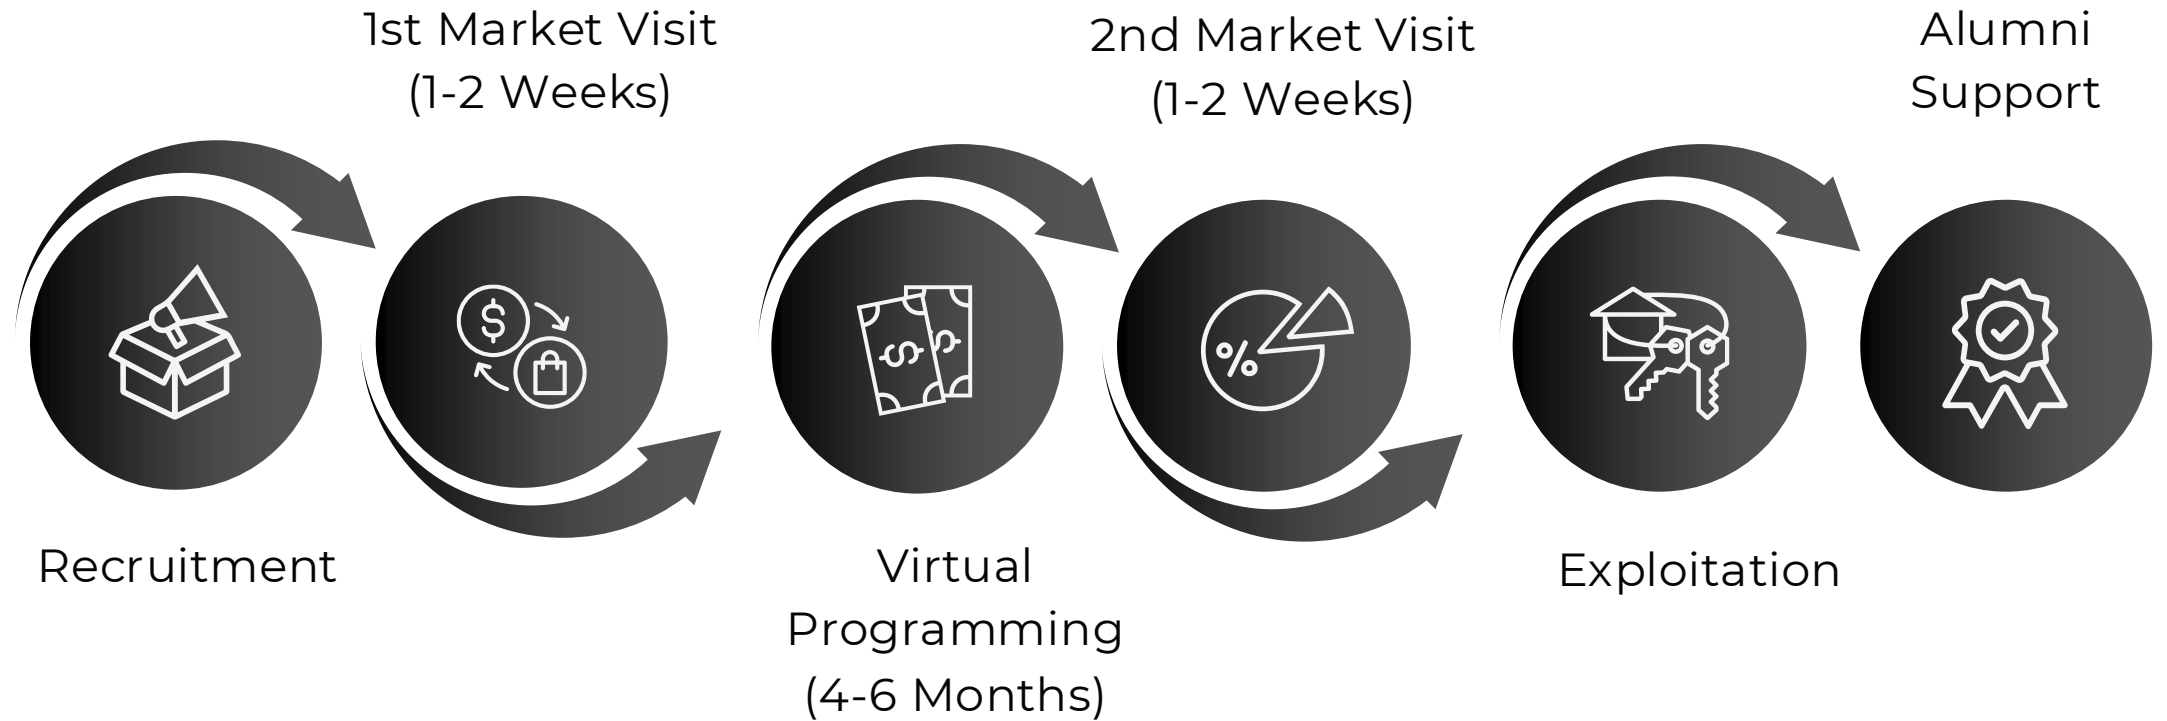 1st Market Visit
(1-2 Weeks)
2nd Market Visit
(1-2 Weeks)
Alumni
Support
$
$
$
%
Recruitment
Virtual
Programming
(4-6 Months)
Exploitation